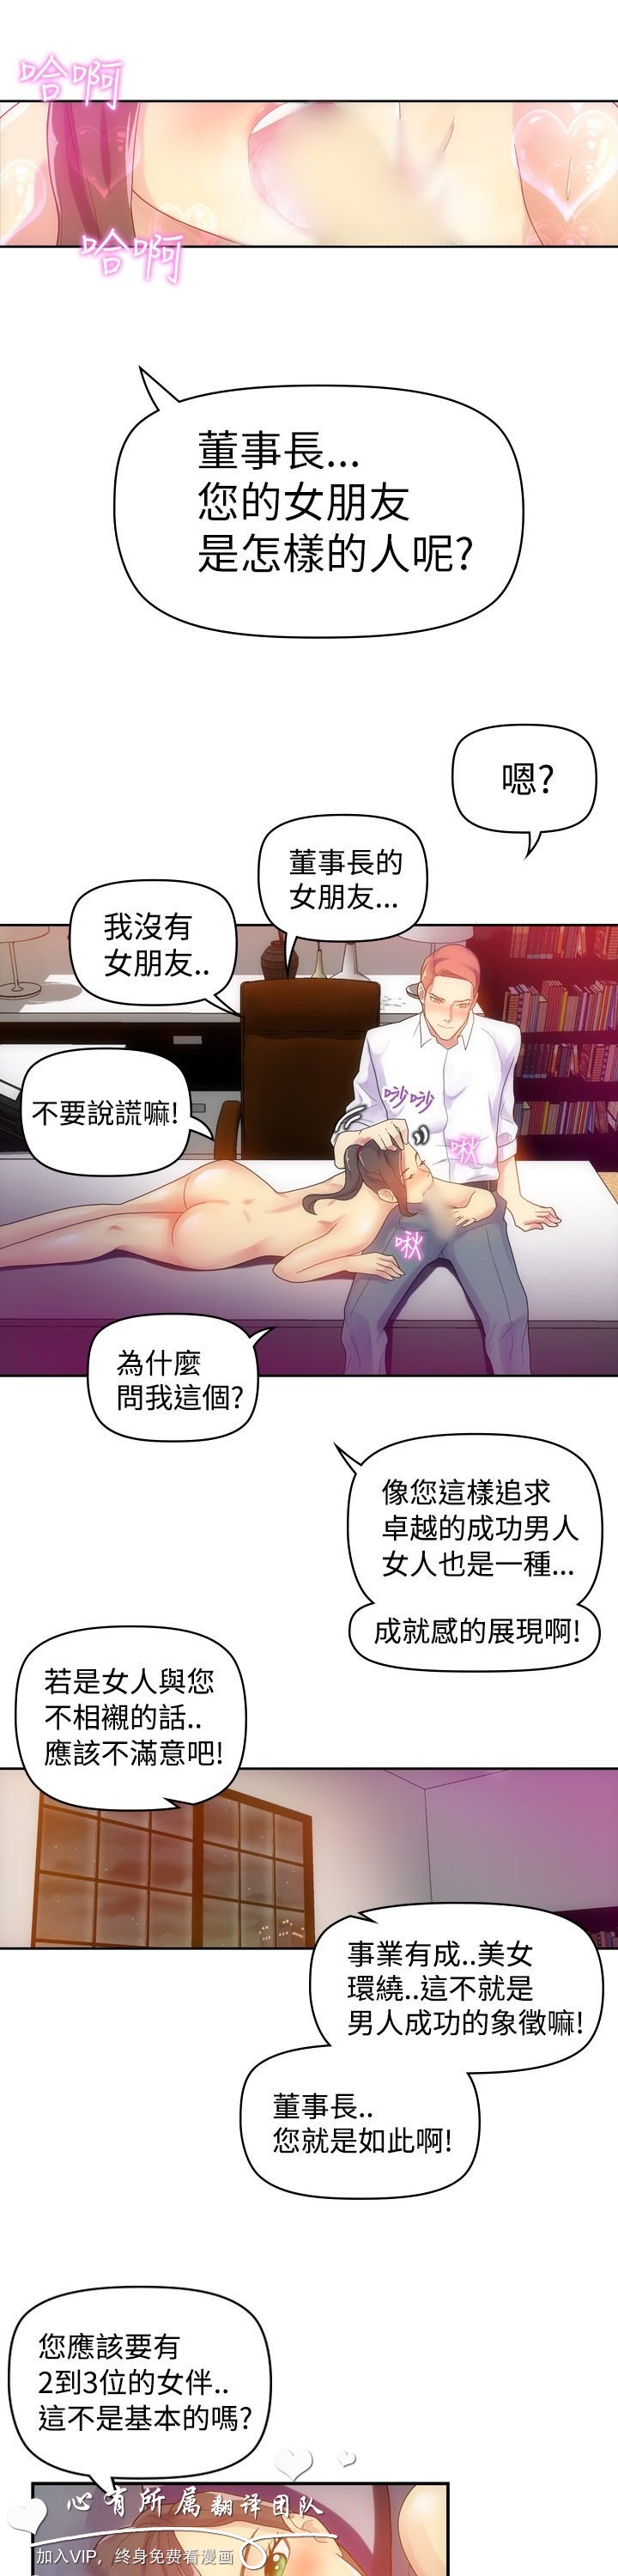 哈啊
哈啊
董事長...
您的女朋友
是怎樣的人呢?
嗯?
董事長的
女朋友...
我沒有
女朋友..
不要說謊嘛!
哟哟
啾
啾
為什麼
問我這個?
像您這樣追求
卓越的成功男人
女人也是一種...
成就感的展現啊!
若是女人與您
不相襯的話..
應該不滿意吧!
事業有成..美女
環繞..這不就是
男人成功的象徵嘛!
董事長..
您就是如此啊!
您應該要有
2到3位的女伴..
這不是基本的嗎?
心有所属翻译团队
加入VIP，终身免费看漫画